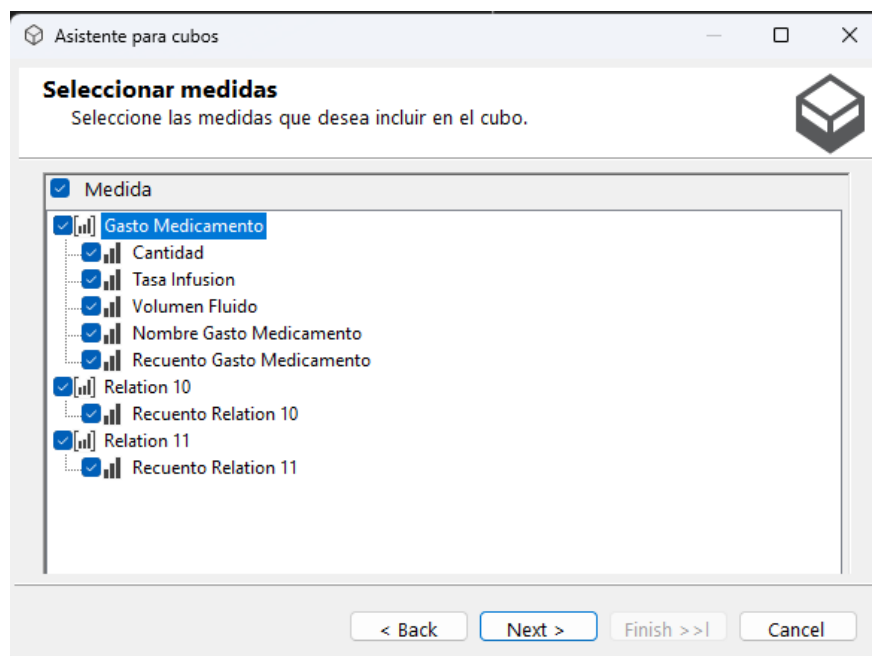 Asistente para cubos
Seleccionar medidas
Seleccione las medidas que desea incluir en el cubo.
Medida
Gasto Medicamento
Cantidad
Tasa Infusion
Volumen Fluido
Nombre Gasto Medicamento
Recuento Gasto Medicamento
Relation 10
Recuento Relation 10
Relation 11
Recuento Relation 11
< Back Next > Finish >>| Cancel